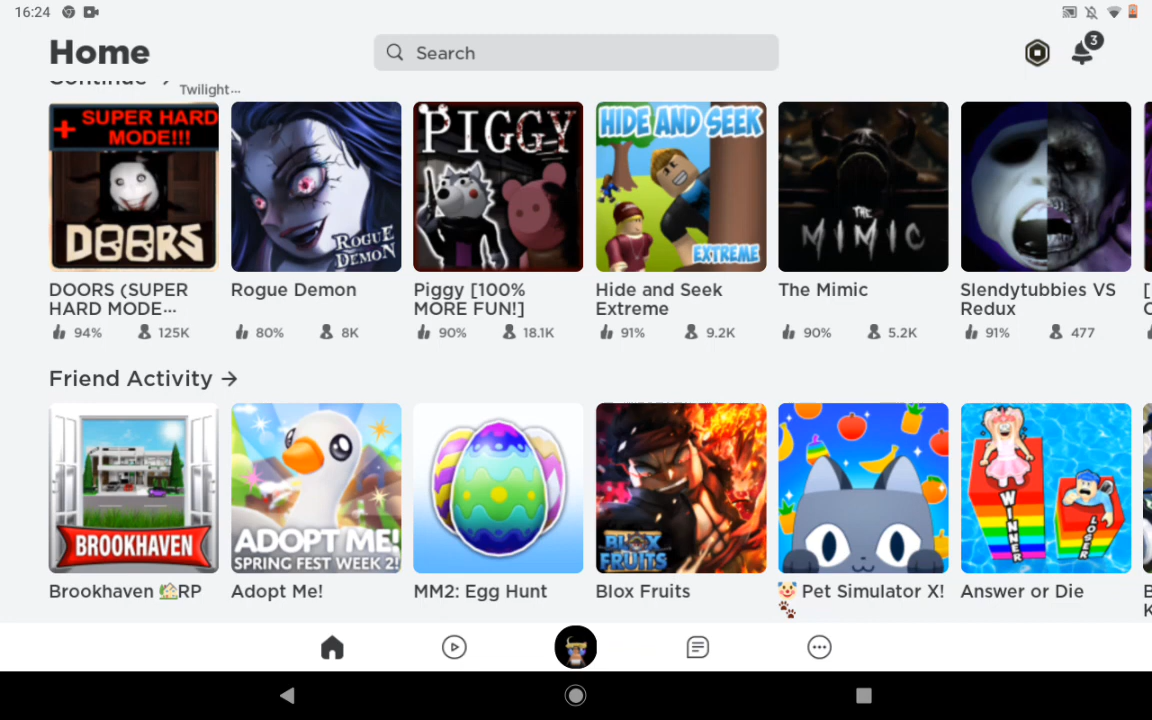 16:24
Home
Search
3
Continue
Twilight...
+ SUPER HARD
MODE!!!
DOORS
ROGUE
DEMON
PIGGY
HIDE AND SEEK
EXTREME
THE
MIMIC
DOORS (SUPER
HARD MODE...
94% 125K
Rogue Demon
80% 8K
Piggy [100%
MORE FUN!]
90% 18.1K
Hide and Seek
Extreme
91% 9.2K
The Mimic
90% 5.2K
Slendytubbies VS
Redux
91% 477
[
Friend Activity →
BROOKHAVEN
ADOPT ME!
SPRING FEST WEEK 2!
BLOX
FRUITS
WINNER
LOSER
Brookhaven 🏡RP
Adopt Me!
MM2: Egg Hunt
Blox Fruits
🤡 Pet Simulator X!
🐾
Answer or Die